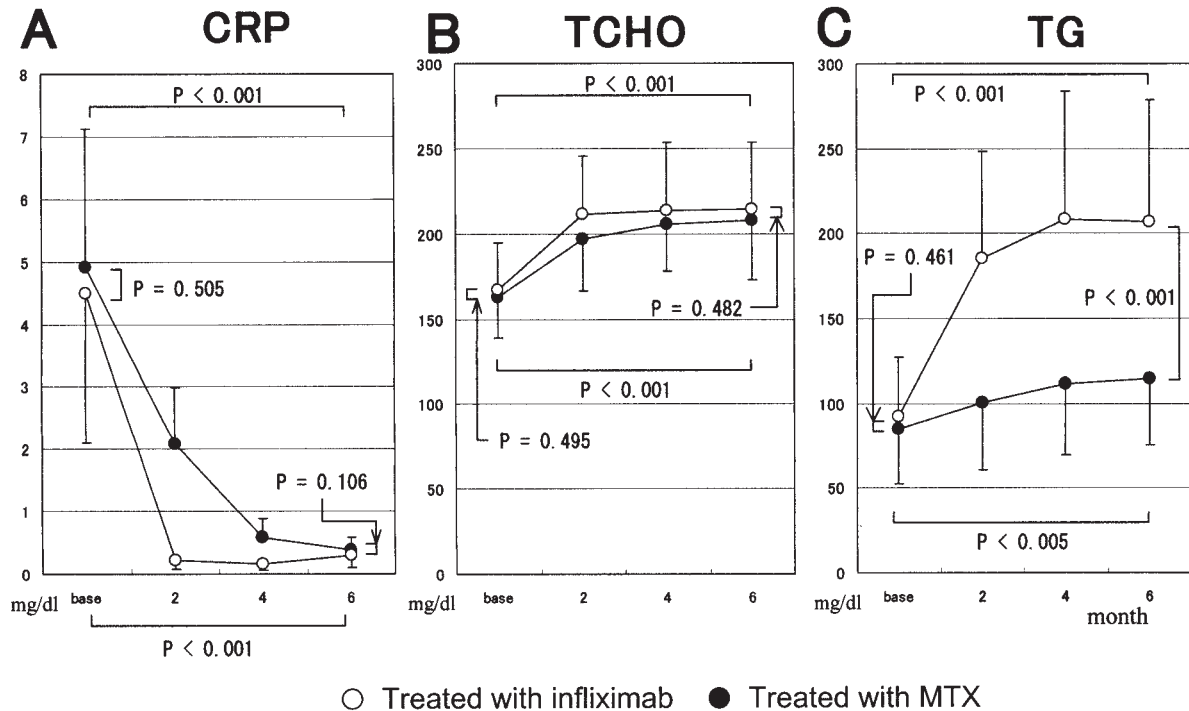 A CRP
8
7
6
5
4
3
2
1
0
P < 0.001
P = 0.505
P = 0.106
mg/dl base 2 4 6
P < 0.001
B TCHO
300
250
200
150
100
50
0
P < 0.001
P = 0.482
P < 0.001
P = 0.495
mg/dl base 2 4 6
C TG
300
250
200
150
100
50
0
P < 0.001
P = 0.461
P < 0.001
P < 0.005
mg/dl base 2 4 6
month
Treated with infliximab Treated with MTX